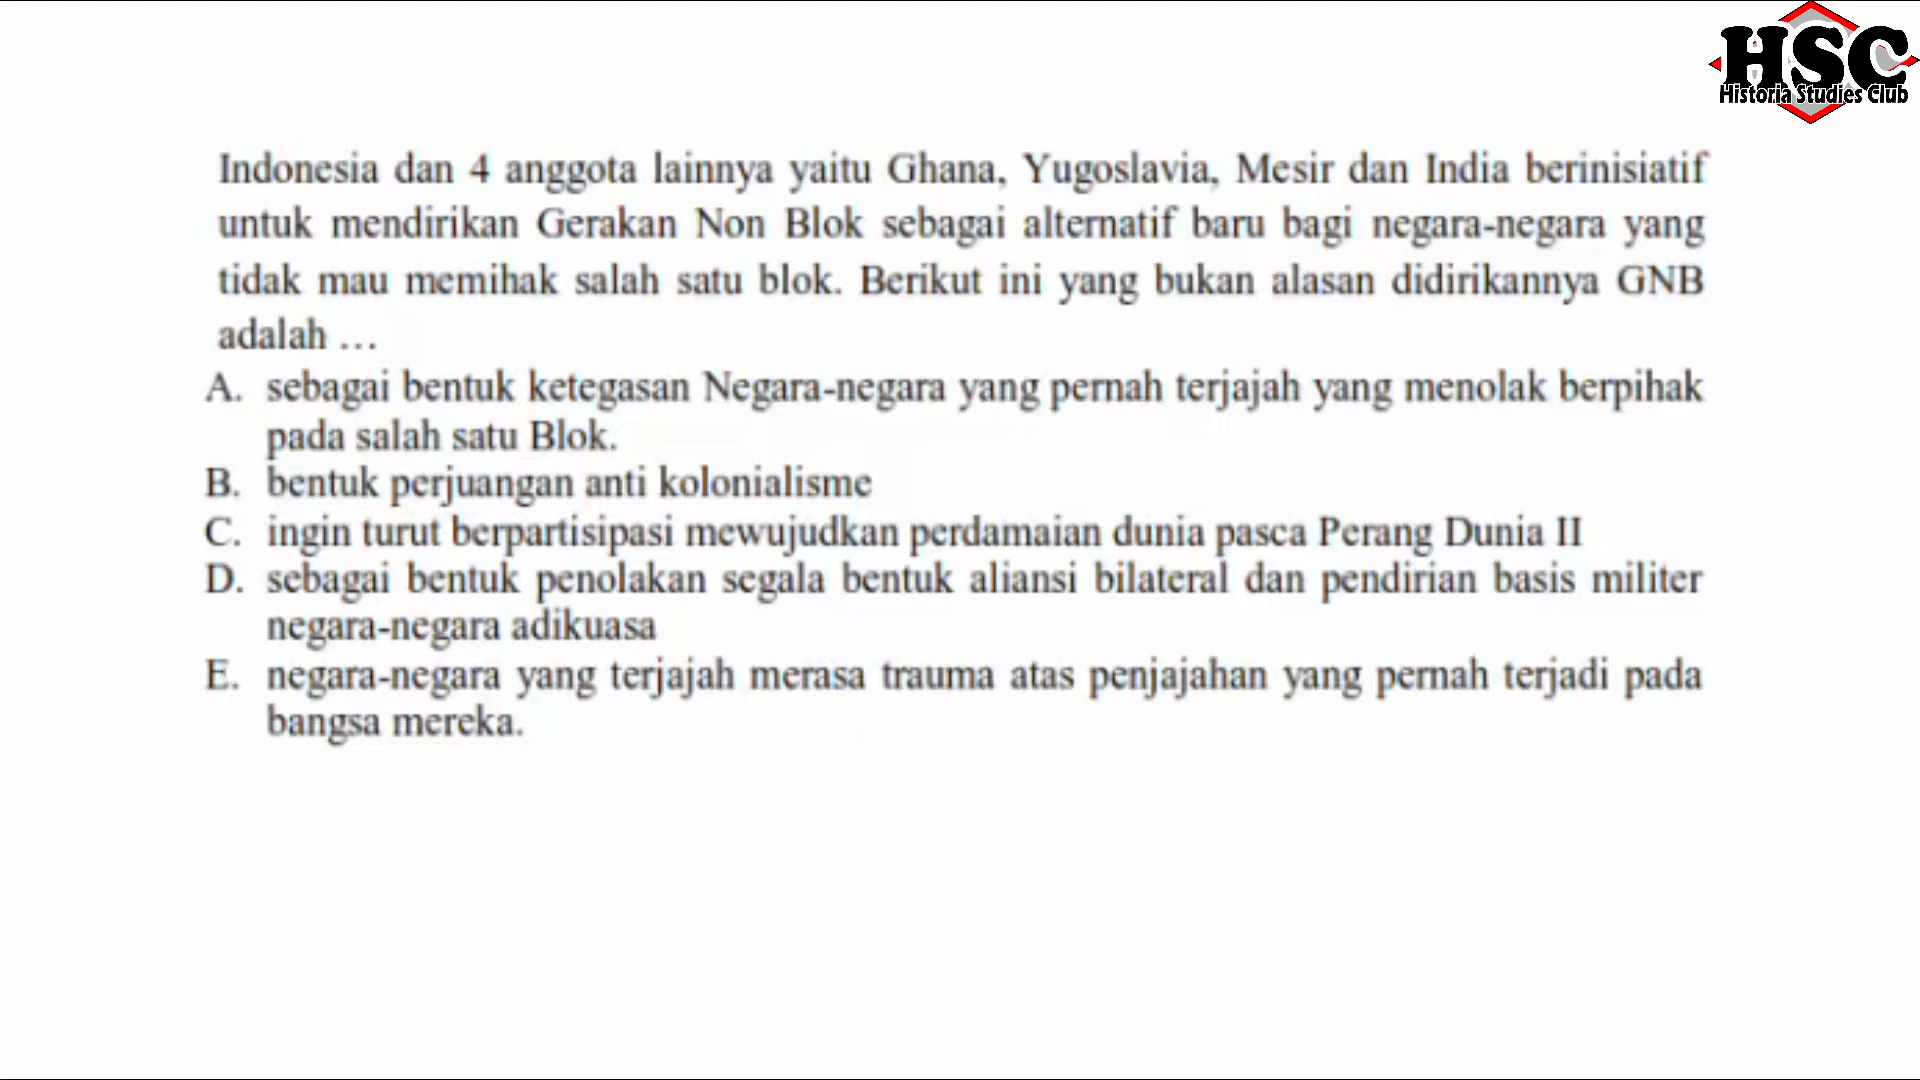 HSC
Historia Studies Club
Indonesia dan 4 anggota lainnya yaitu Ghana, Yugoslavia, Mesir dan India berinisiatif
untuk mendirikan Gerakan Non Blok sebagai alternatif baru bagi negara-negara yang
tidak mau memihak salah satu blok. Berikut ini yang bukan alasan didirikannya GNB
adalah …
A. sebagai bentuk ketegasan Negara-negara yang pernah terjajah yang menolak berpihak
pada salah satu Blok.
B. bentuk perjuangan anti kolonialisme
C. ingin turut berpartisipasi mewujudkan perdamaian dunia pasca Perang Dunia II
D. sebagai bentuk penolakan segala bentuk aliansi bilateral dan pendirian basis militer
negara-negara adikuasa
E. negara-negara yang terjajah merasa trauma atas penjajahan yang pernah terjadi pada
bangsa mereka.